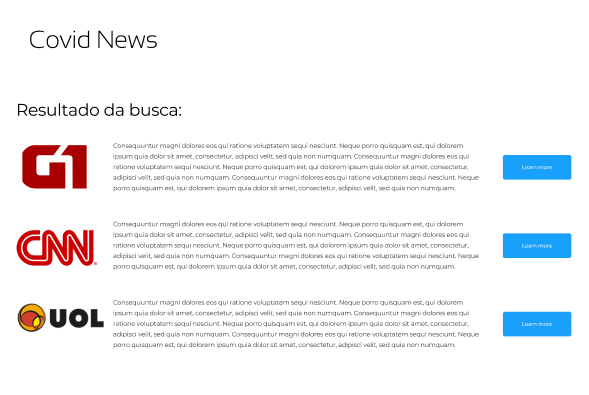 Covid News
Resultado da busca:
G1
Consequuntur magni dolores eos qui ratione voluptatem sequi nesciunt. Neque porro quisquam est, qui dolorem
ipsum quia dolor sit amet, consectetur, adipisci velit, sed quia non numquam. Consequuntur magni dolores eos qui
ratione voluptatem sequi nesciunt. Neque porro quisquam est, qui dolorem ipsum quia dolor sit amet, consectetur,
adipisci velit, sed quia non numquam. Consequuntur magni dolores eos qui ratione voluptatem sequi nesciunt. Neque
porro quisquam est, qui dolorem ipsum quia dolor sit amet, consectetur, adipisci velit, sed quia non numquam.
Learn more
CNN
Consequuntur magni dolores eos qui ratione voluptatem sequi nesciunt. Neque porro quisquam est, qui dolorem
ipsum quia dolor sit amet, consectetur, adipisci velit, sed quia non numquam. Consequuntur magni dolores eos qui
ratione voluptatem sequi nesciunt. Neque porro quisquam est, qui dolorem ipsum quia dolor sit amet, consectetur,
adipisci velit, sed quia non numquam. Consequuntur magni dolores eos qui ratione voluptatem sequi nesciunt. Neque
porro quisquam est, qui dolorem ipsum quia dolor sit amet, consectetur, adipisci velit, sed quia non numquam.
Learn more
UOL
Consequuntur magni dolores eos qui ratione voluptatem sequi nesciunt. Neque porro quisquam est, qui dolorem
ipsum quia dolor sit amet, consectetur, adipisci velit, sed quia non numquam. Consequuntur magni dolores eos qui
ratione voluptatem sequi nesciunt. Neque porro quisquam est, qui dolorem ipsum quia dolor sit amet, consectetur,
adipisci velit, sed quia non numquam. Consequuntur magni dolores eos qui ratione voluptatem sequi nesciunt. Neque
porro quisquam est, qui dolorem ipsum quia dolor sit amet, consectetur, adipisci velit, sed quia non numquam.
Learn more